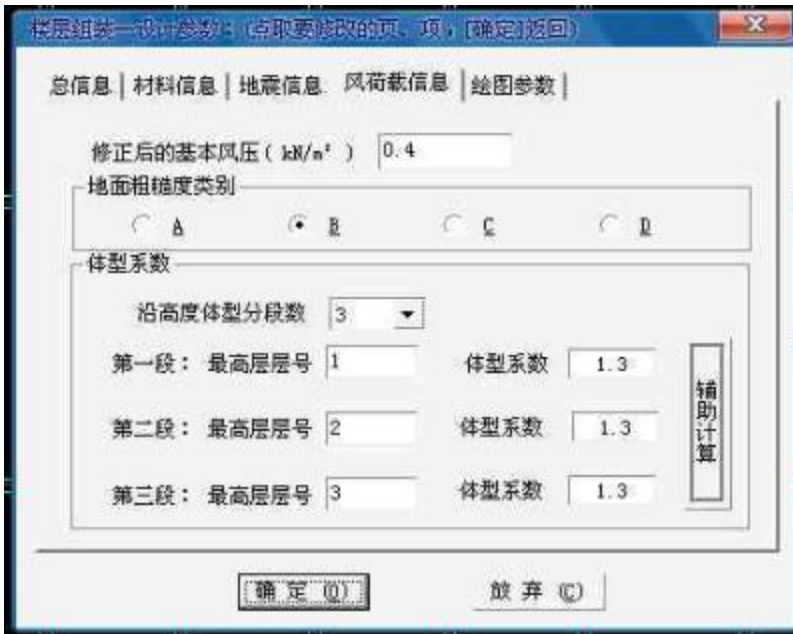 楼层组装—设计参数：(点取要修改的页、项，[确定]返回)
总信息 | 材料信息 | 地震信息 风荷载信息 | 绘图参数 |
修正后的基本风压 ( kN/m² ) 0.4
地面粗糙度类别
A B C D
体型系数
沿高度体型分段数 3
第一段： 最高层层号 1 体型系数 1.3
第二段： 最高层层号 2 体型系数 1.3
第三段： 最高层层号 3 体型系数 1.3
辅助计算
确 定 (O) 放 弃 (C)